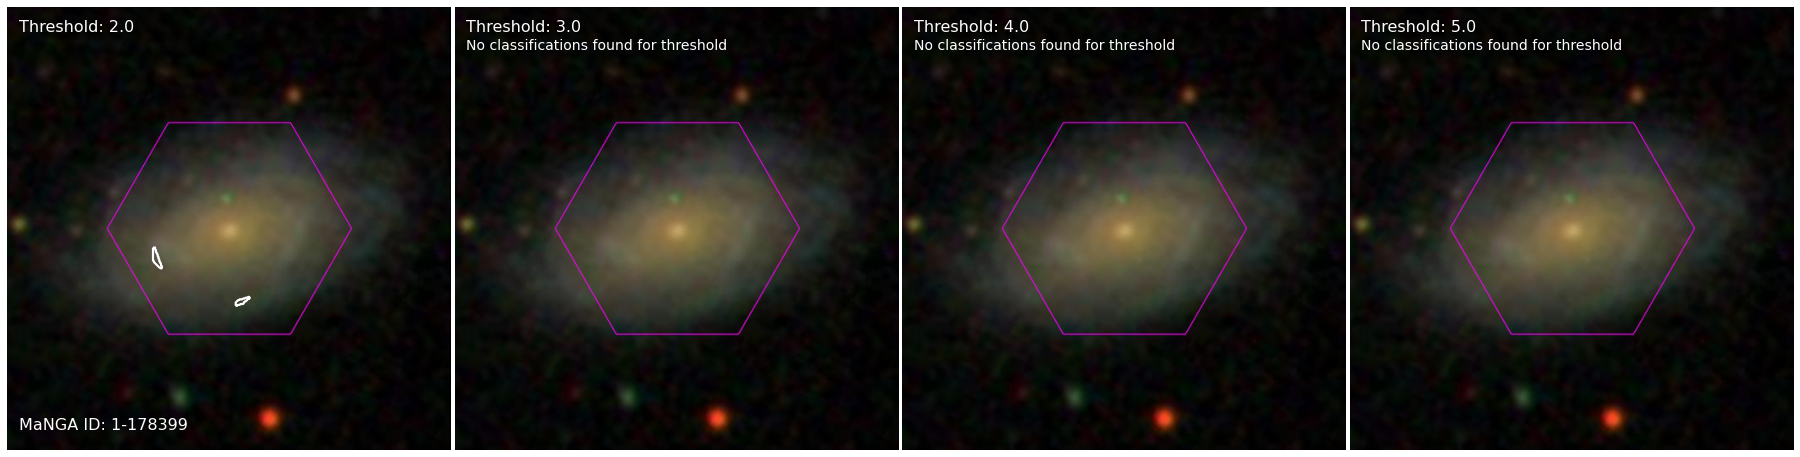 Threshold: 2.0
MaNGA ID: 1-178399
Threshold: 3.0
No classifications found for threshold
Threshold: 4.0
No classifications found for threshold
Threshold: 5.0
No classifications found for threshold